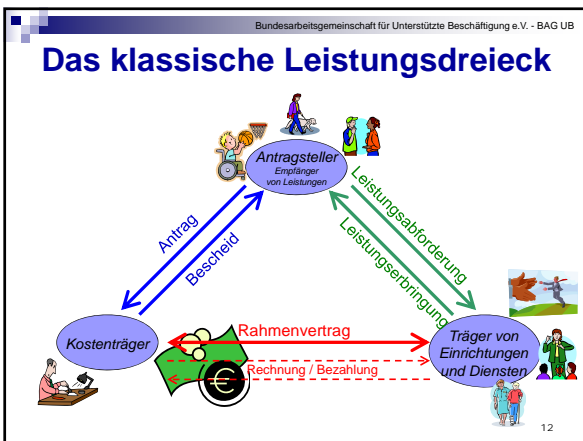 Bundesarbeitsgemeinschaft für Unterstützte Beschäftigung e.V. - BAG UB
Das klassische Leistungsdreieck
Antragsteller
Empfänger
von Leistungen
Antrag
Bescheid
Leistungsabforderung
Leistungserbringung
Kostenträger
Rahmenvertrag
Rechnung / Bezahlung
Träger von
Einrichtungen
und Diensten
€
12